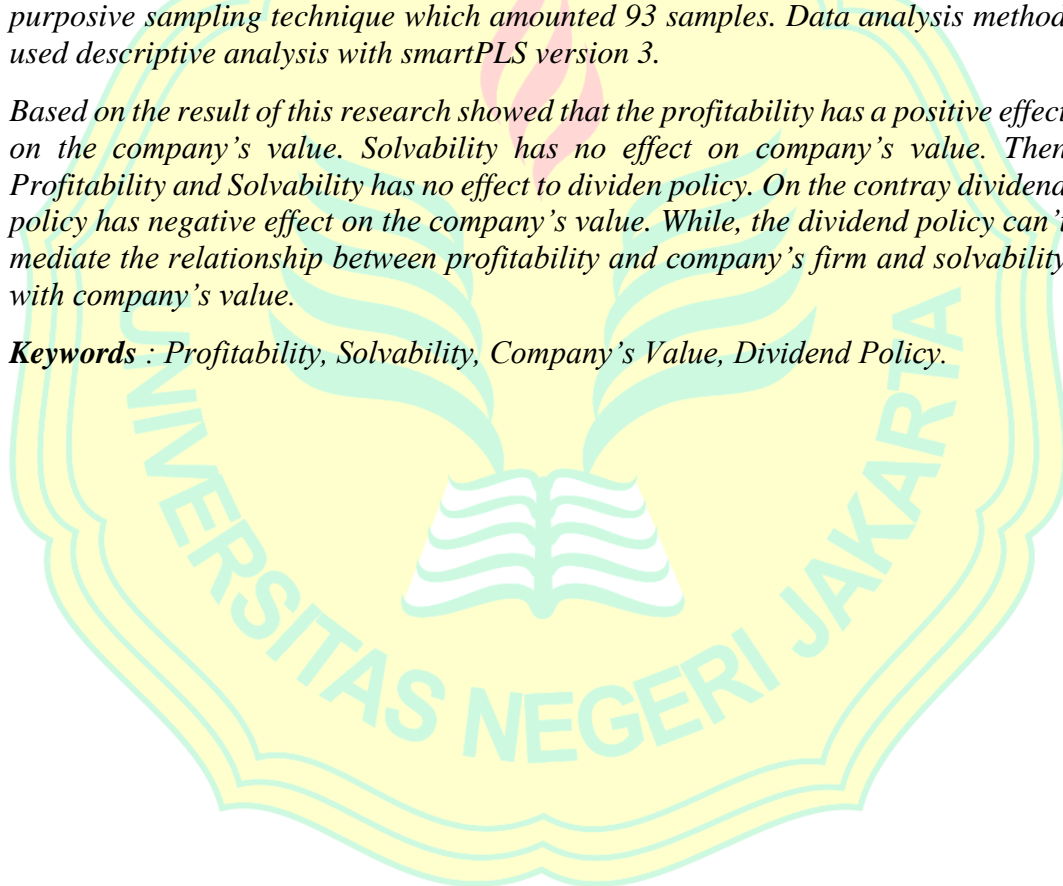 purposive sampling technique which amounted 93 samples. Data analysis method
used descriptive analysis with smartPLS version 3.
Based on the result of this research showed that the profitability has a positive effect
on the company’s value. Solvability has no effect on company’s value. Then
Profitability and Solvability has no effect to dividen policy. On the contray dividend
policy has negative effect on the company’s value. While, the dividend policy can’t
mediate the relationship between profitability and company’s firm and solvability
with company’s value.
Keywords : Profitability, Solvability, Company’s Value, Dividend Policy.
UNIVERSITAS NEGERI JAKARTA